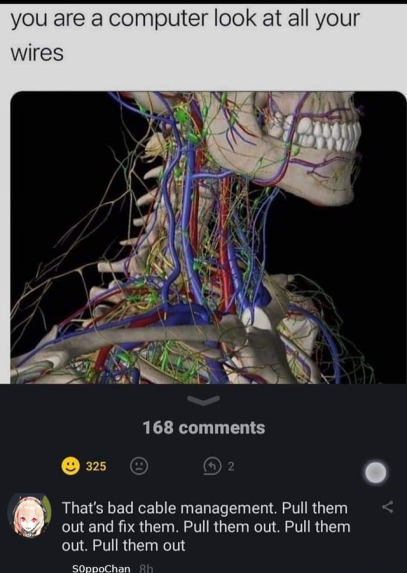 you are a computer look at all your
wires
168 comments
325
2
That's bad cable management. Pull them
out and fix them. Pull them out. Pull them
out. Pull them out
S0ppoChan 8h